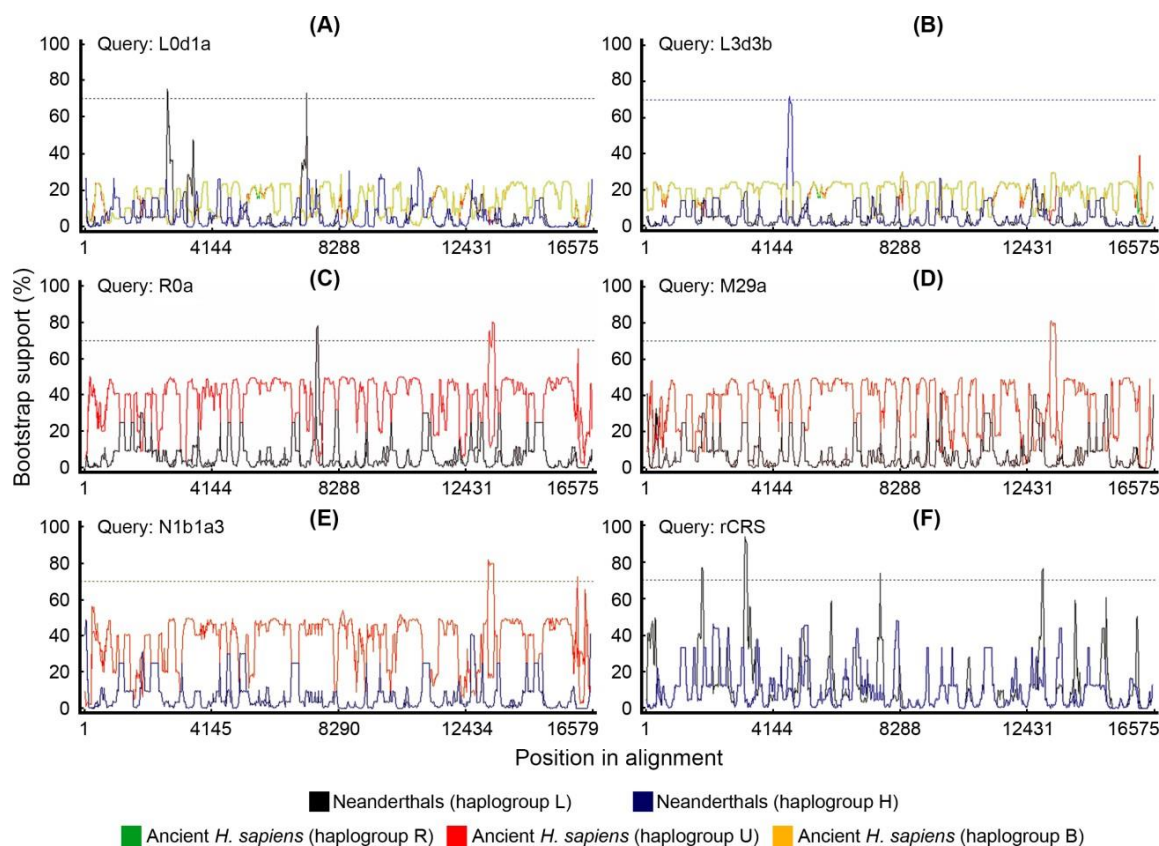 (A) (B)
Query: L0d1a Query: L3d3b
100 100
80 80
60 60
40 40
20 20
0 0
1 4144 8288 12431 16575 1 4144 8288 12431 16575
(C) (D)
Query: R0a Query: M29a
100 100
80 80
60 60
40 40
20 20
0 0
1 4144 8288 12431 16575 1 4144 8288 12431 16575
(E) (F)
Query: N1b1a3 Query: rCRS
100 100
80 80
60 60
40 40
20 20
0 0
1 4145 8290 12434 16579 1 4144 8288 12431 16575
Bootstrap support (%)
Position in alignment
Neanderthals (haplogroup L) Neanderthals (haplogroup H)
Ancient H. sapiens (haplogroup R) Ancient H. sapiens (haplogroup U) Ancient H. sapiens (haplogroup B)